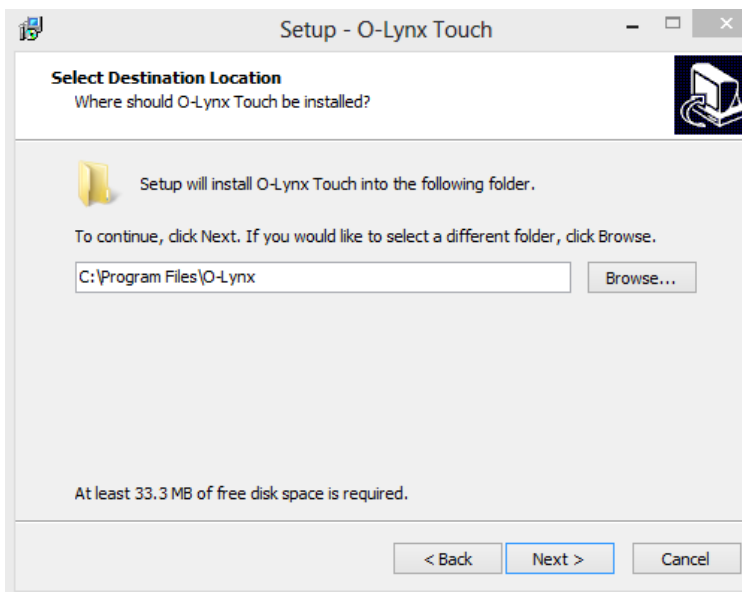 Setup - O-Lynx Touch
Select Destination Location
Where should O-Lynx Touch be installed?
Setup will install O-Lynx Touch into the following folder.
To continue, click Next. If you would like to select a different folder, click Browse.
C:\Program Files\O-Lynx
Browse...
At least 33.3 MB of free disk space is required.
< Back
Next >
Cancel